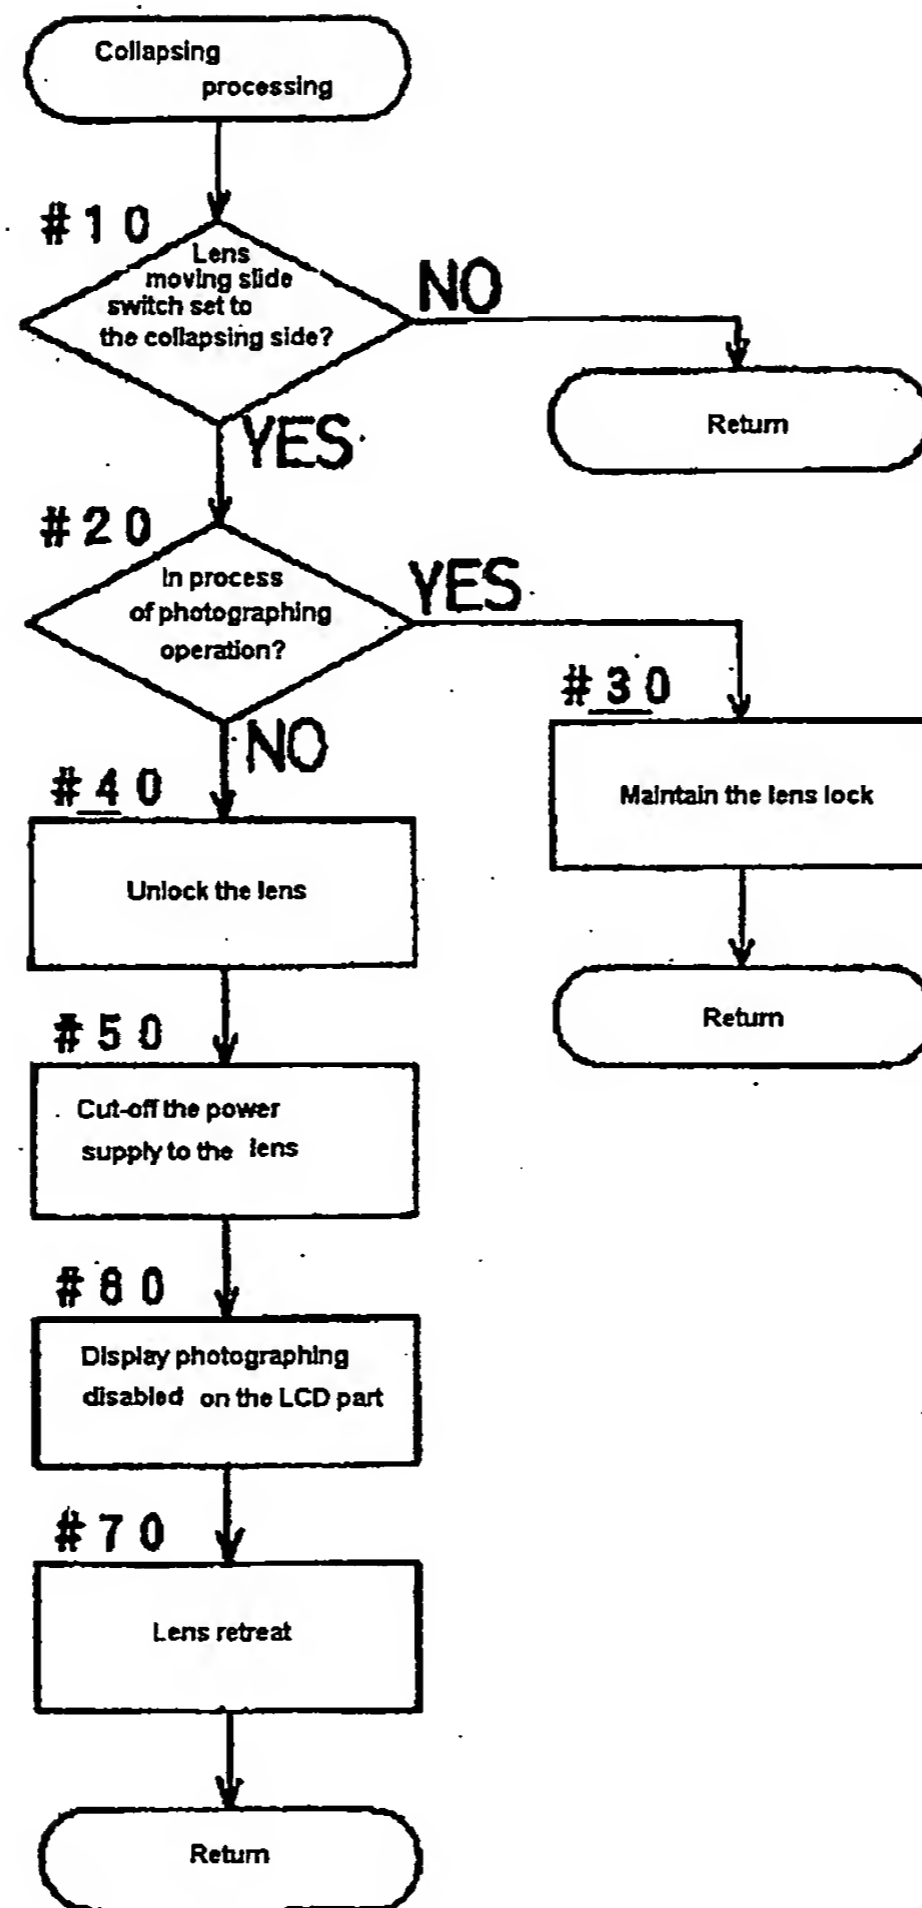 Collapsing
processing
#10
Lens
moving slide
switch set to
the collapsing side?
NO
Return
YES
#20
In process
of photographing
operation?
YES
#30
Maintain the lens lock
Return
NO
#40
Unlock the lens
#50
Cut-off the power
supply to the lens
#60
Display photographing
disabled on the LCD part
#70
Lens retreat
Return